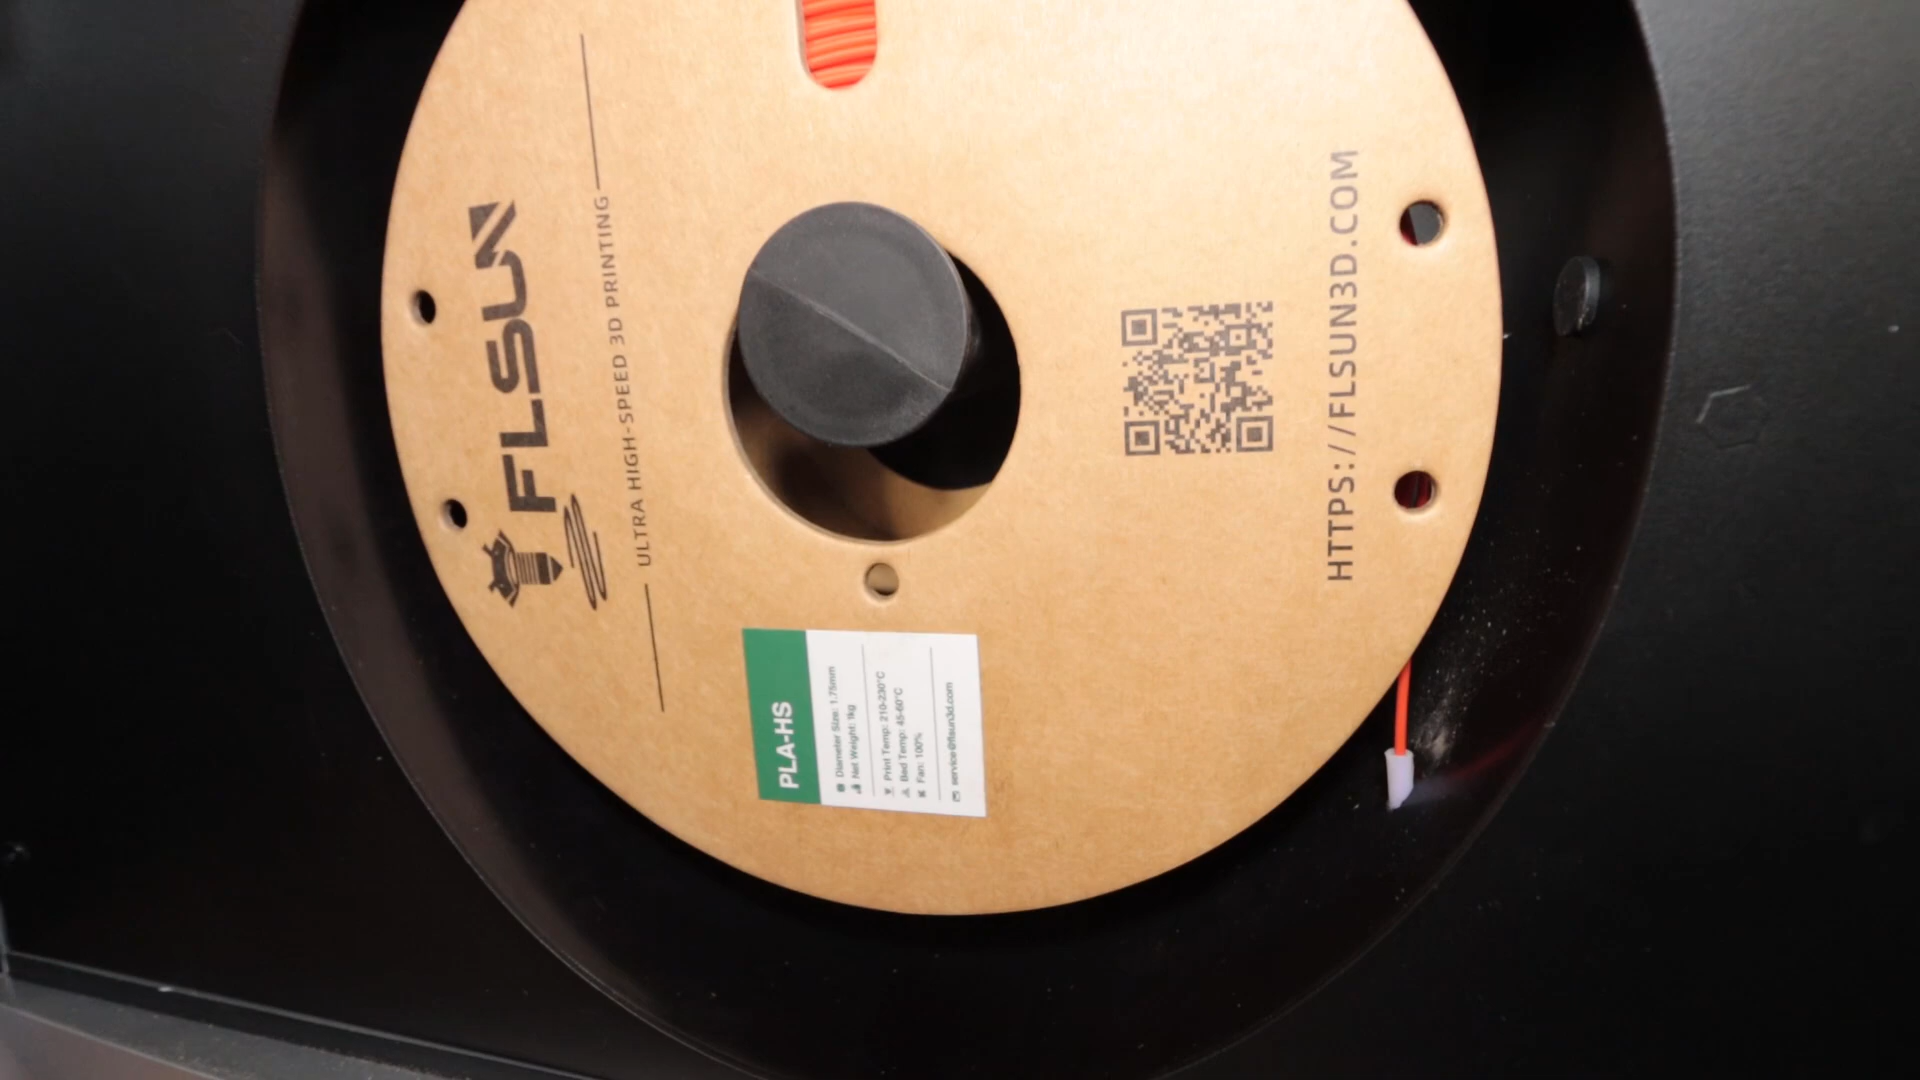 FLSUN
ULTRA HIGH-SPEED 3D PRINTING
PLA-HS
Diameter Size: 1.75mm
Net Weight: 1kg
Print Temp: 210-230°C
Bed Temp: 45-60°C
Fan: 100%
service@flsun3d.com
HTTPS://FLSUN3D.COM